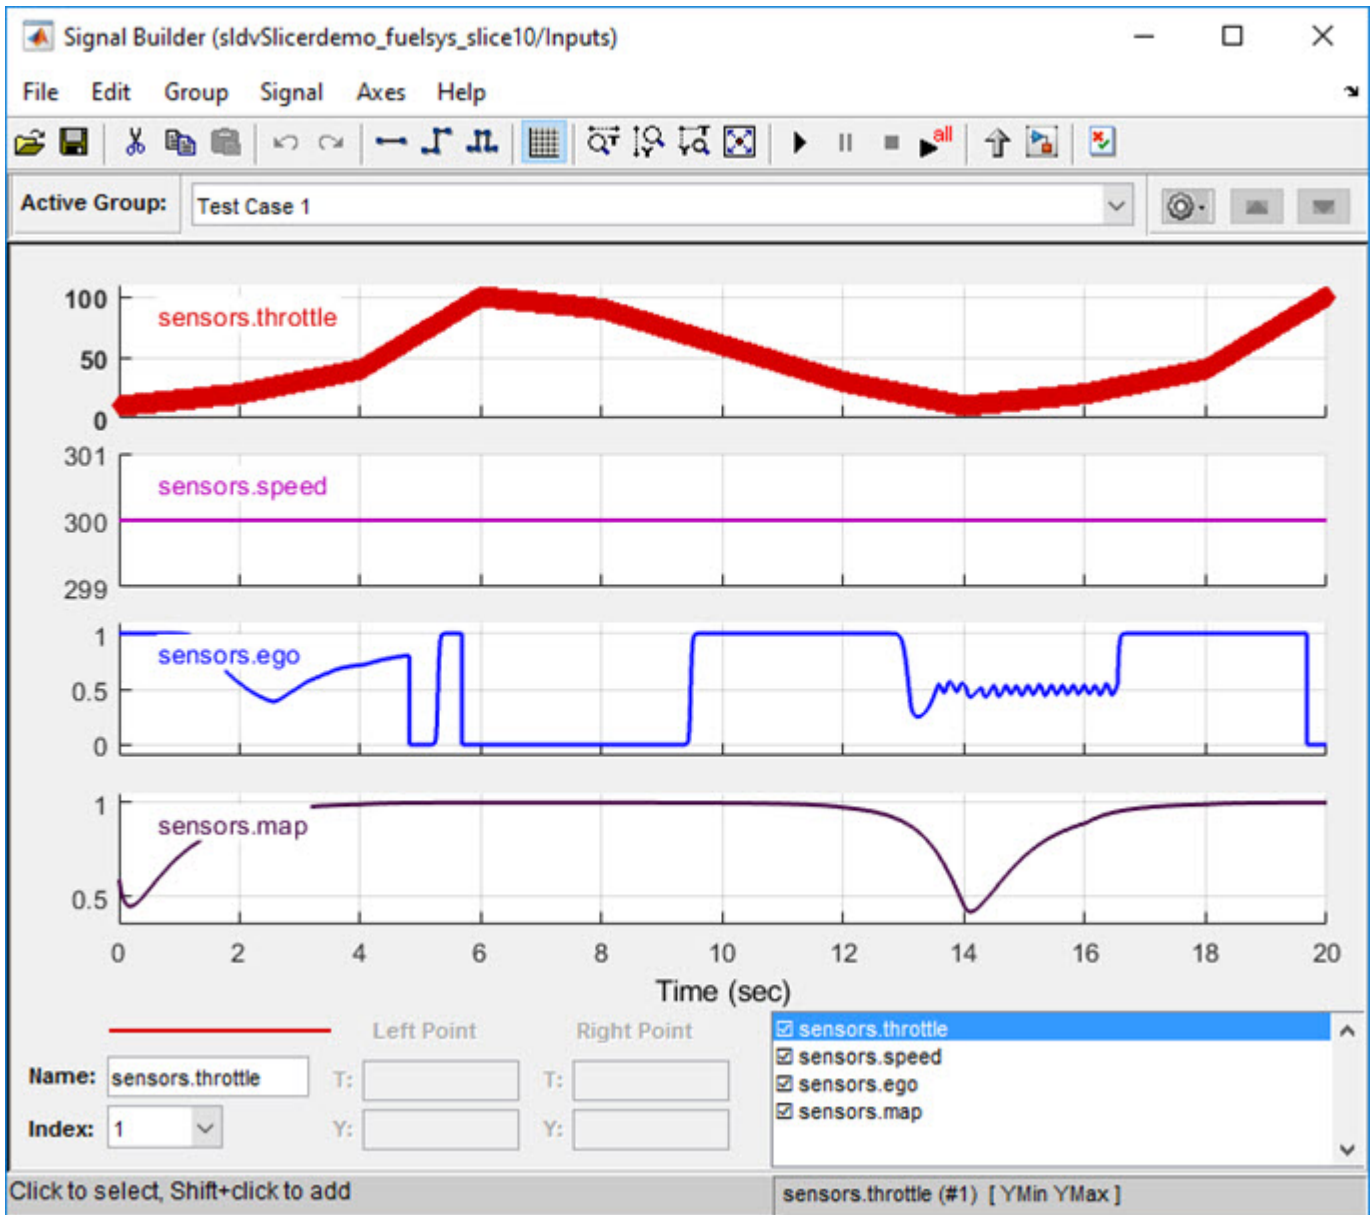 Signal Builder (sldvSlicerdemo_fuelsys_slice10/Inputs)
File Edit Group Signal Axes Help
all
Active Group: Test Case 1
100
50
0
sensors.throttle
301
300
299
sensors.speed
1
0.5
0
sensors.ego
1
0.5
sensors.map
0 2 4 6 8 10 12 14 16 18 20
Time (sec)
Left Point Right Point
Name: sensors.throttle T: T:
Index: 1 Y: Y:
sensors.throttle
sensors.speed
sensors.ego
sensors.map
Click to select, Shift+click to add
sensors.throttle (#1) [ YMin YMax ]